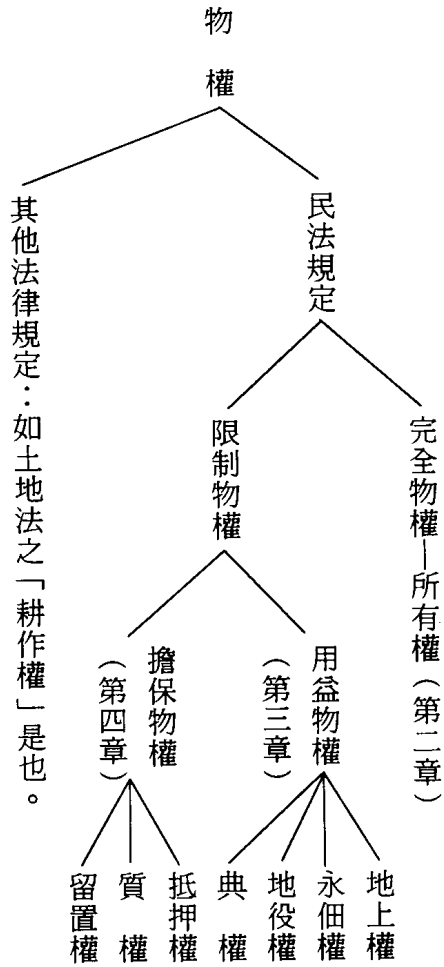 物權
民法規定
其他法律規定：如土地法之「耕作權」是也。
完全物權—所有權（第二章）
限制物權
用益物權
（第三章）
擔保物權
（第四章）
地上權
永佃權
地役權
典權
抵押權
質權
留置權